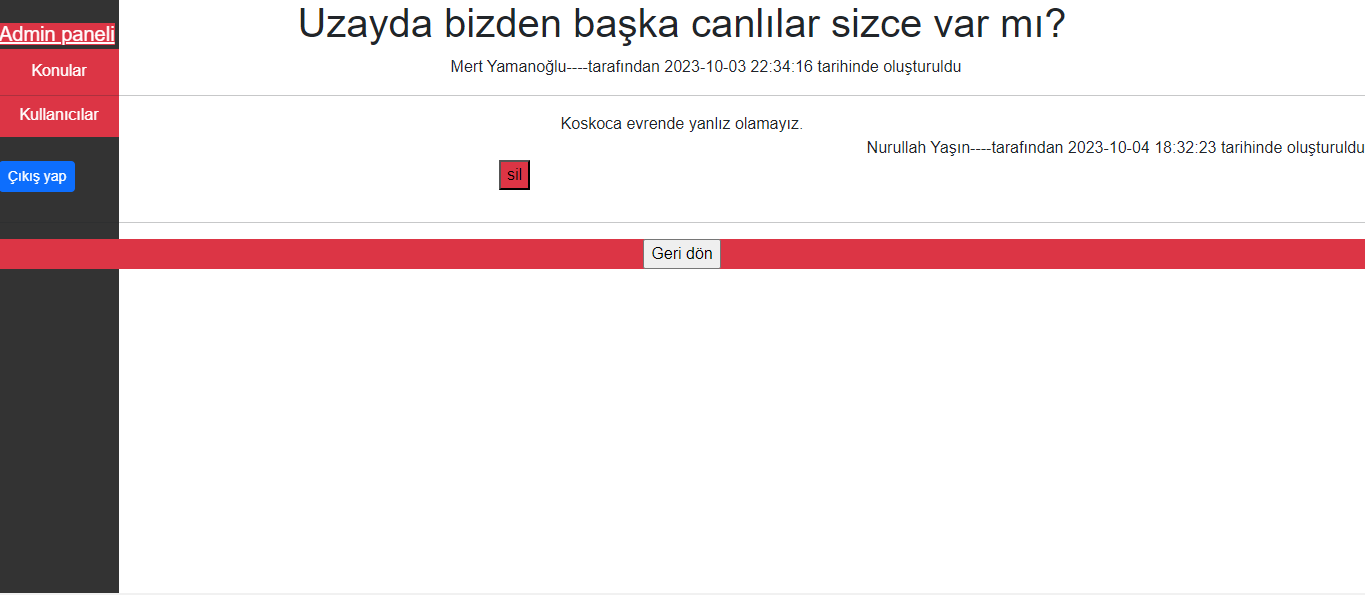 Admin paneli
Konular
Kullanıcılar
Çıkış yap
Uzayda bizden başka canlılar sizce var mı?
Mert Yamanoğlu----tarafından 2023-10-03 22:34:16 tarihinde oluşturuldu
Koskoca evrende yanlız olamayız.
Nurullah Yaşın----tarafından 2023-10-04 18:32:23 tarihinde oluşturuldu
sil
Geri dön